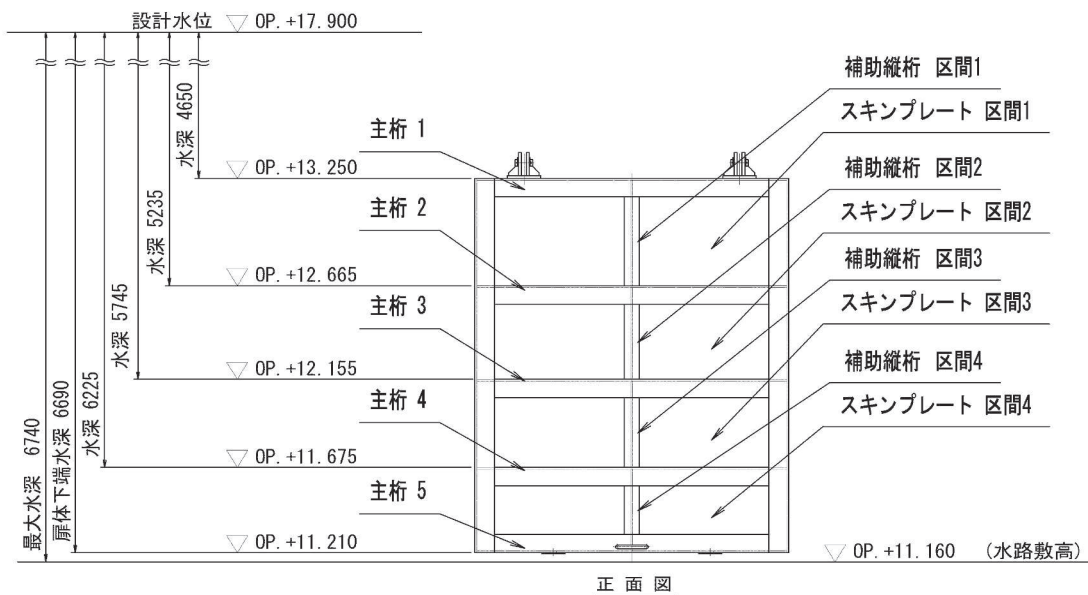 設計水位 ▽ OP. +17.900
補助縦桁 区間1
スキンプレート 区間1
水深 4650
主桁 1
▽ OP. +13.250
補助縦桁 区間2
スキンプレート 区間2
水深 5235
主桁 2
▽ OP. +12.665
補助縦桁 区間3
スキンプレート 区間3
水深 5745
主桁 3
▽ OP. +12.155
補助縦桁 区間4
スキンプレート 区間4
水深 6225
主桁 4
▽ OP. +11.675
扉体下端水深 6690
最大水深 6740
主桁 5
▽ OP. +11.210
▽ OP. +11.160 (水路敷高)
正面図